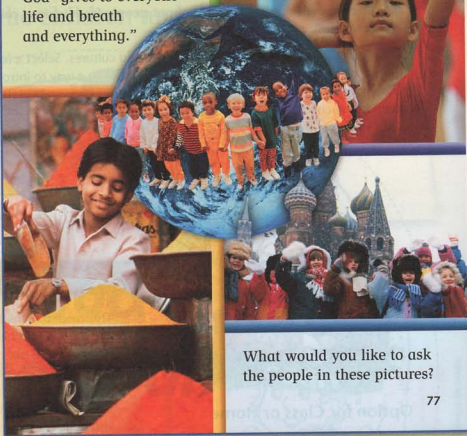 life and breath
and everything.”
What would you like to ask
the people in these pictures?
77